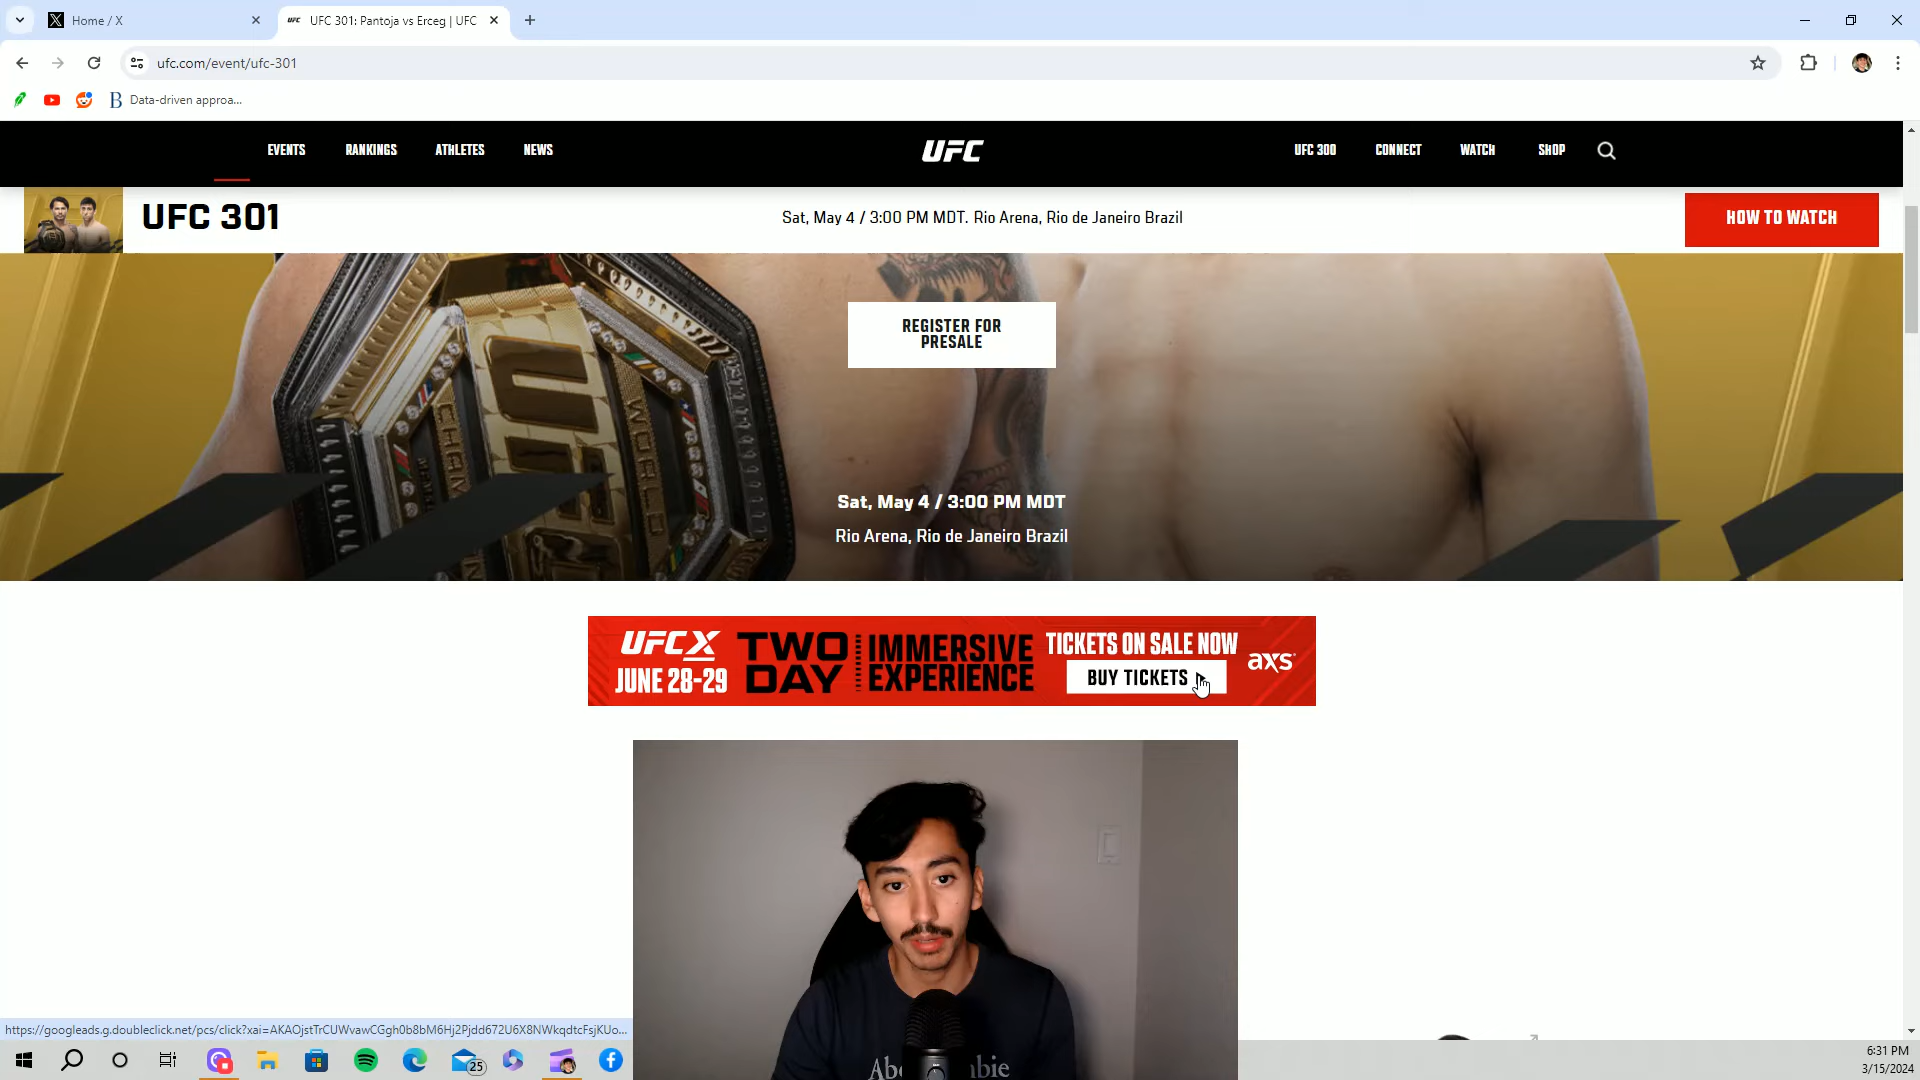 Home / X
UFC 301: Pantoja vs Erceg | UFC
ufc.com/event/ufc-301
B Data-driven approa...
EVENTS RANKINGS ATHLETES NEWS UFC UFC 300 CONNECT WATCH SHOP
UFC 301 Sat, May 4 / 3:00 PM MDT. Rio Arena, Rio de Janeiro Brazil HOW TO WATCH
REGISTER FOR
PRESALE
WORLD
CHAMPION
Sat, May 4 / 3:00 PM MDT
Rio Arena, Rio de Janeiro Brazil
UFC X
JUNE 28-29
TWO
DAY
IMMERSIVE
EXPERIENCE
TICKETS ON SALE NOW
BUY TICKETS
axs
https://googleads.g.doubleclick.net/pcs/click?xai=AKAOjstTrCUWvawCGgh0b8bM6Hj2Pjdd672U6X8NWkqdtcFsjKUo...
25
6:31 PM
3/15/2024